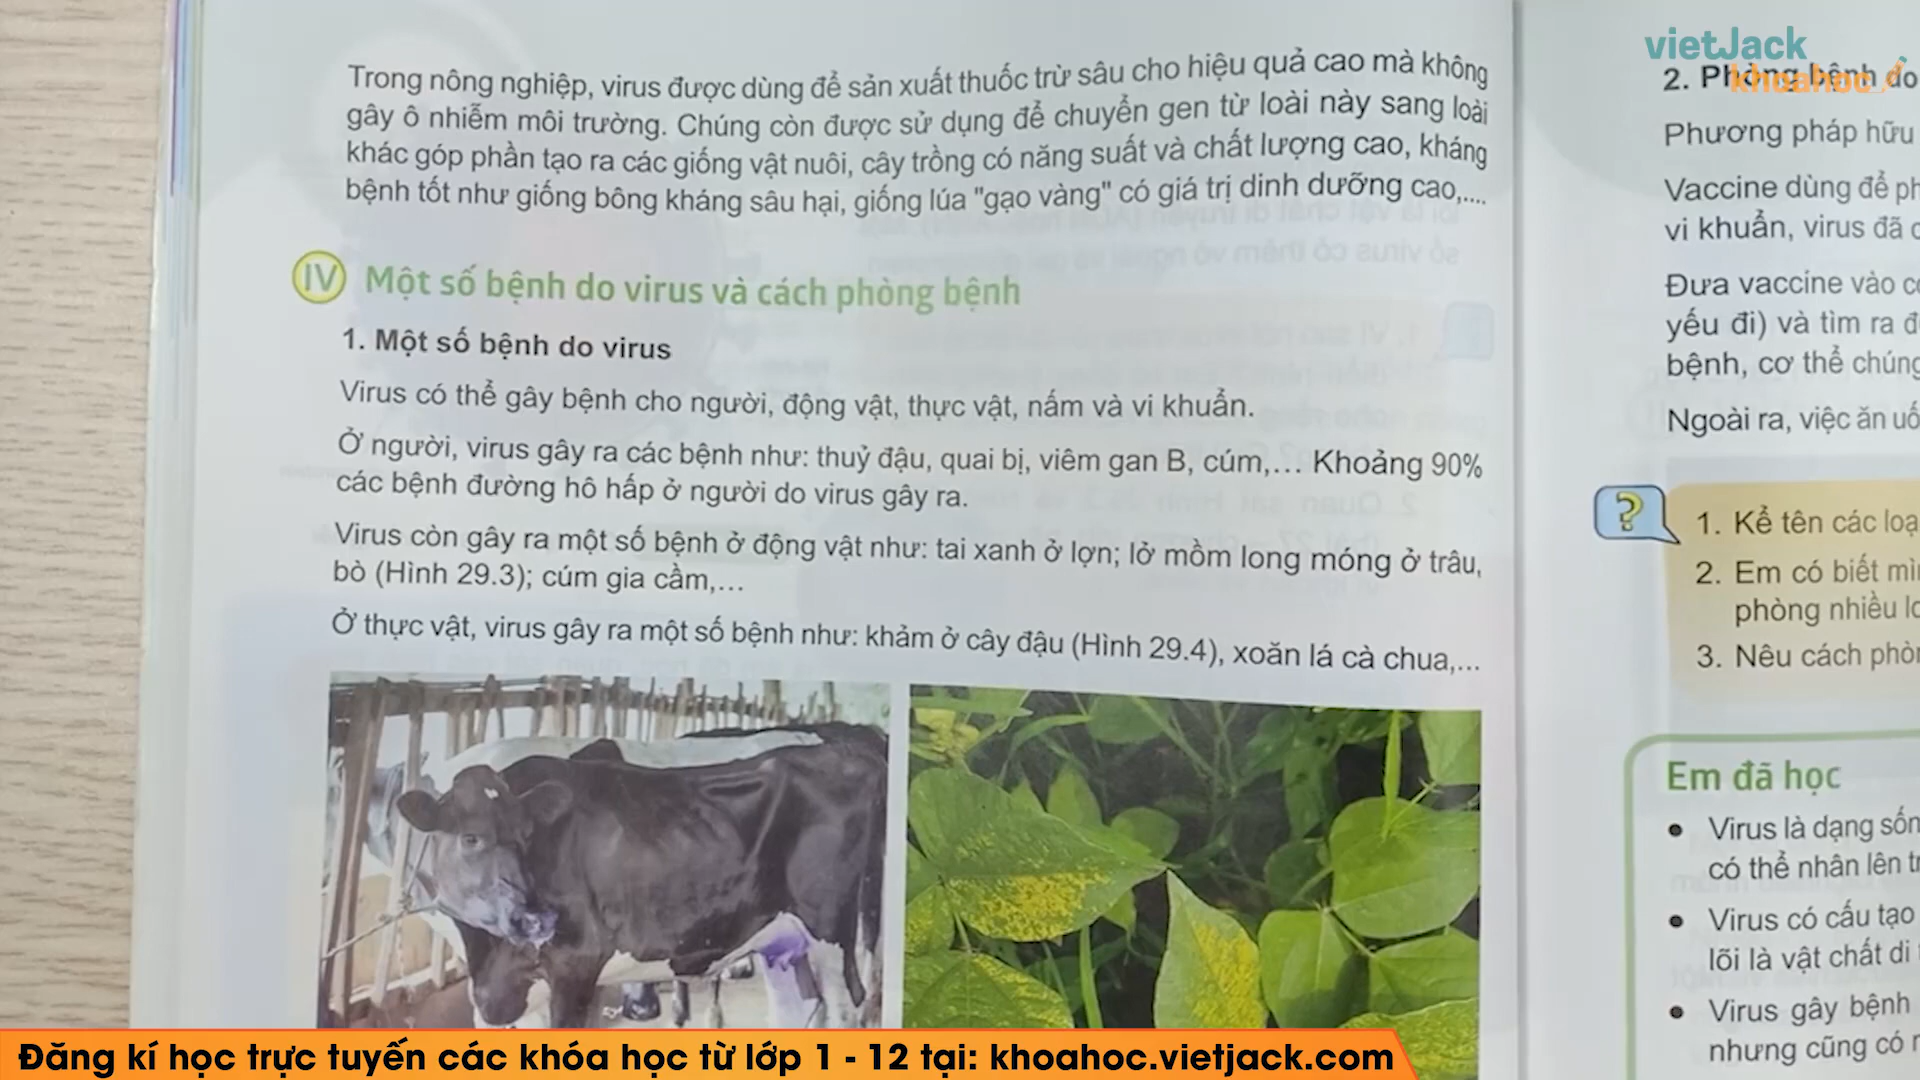 Trong nông nghiệp, virus được dùng để sản xuất thuốc trừ sâu cho hiệu quả cao mà không
gây ô nhiễm môi trường. Chúng còn được sử dụng để chuyển gen từ loài này sang loài
khác góp phần tạo ra các giống vật nuôi, cây trồng có năng suất và chất lượng cao, kháng
bệnh tốt như giống bông kháng sâu hại, giống lúa "gạo vàng" có giá trị dinh dưỡng cao,....
IV Một số bệnh do virus và cách phòng bệnh
1. Một số bệnh do virus
Virus có thể gây bệnh cho người, động vật, thực vật, nấm và vi khuẩn.
Ở người, virus gây ra các bệnh như: thuỷ đậu, quai bị, viêm gan B, cúm,... Khoảng 90%
các bệnh đường hô hấp ở người do virus gây ra.
Virus còn gây ra một số bệnh ở động vật như: tai xanh ở lợn; lở mồm long móng ở trâu,
bò (Hình 29.3); cúm gia cầm,...
Ở thực vật, virus gây ra một số bệnh như: khảm ở cây đậu (Hình 29.4), xoăn lá cà chua,...
vietJack
khoahoc
2. Phòng bệnh do
Phương pháp hữu
Vaccine dùng để
vi khuẩn, virus đã
Đưa vaccine vào
yếu đi) và tìm ra
bệnh, cơ thể chúng
Ngoài ra, việc ăn
?
1. Kể tên các
2. Em có biết
phòng nhiều
3. Nêu cách
Em đã học
• Virus là dạng
có thể nhân lên
• Virus có cấu tạo
lõi là vật chất di
• Virus gây bệnh
nhưng cũng có
Đăng kí học trực tuyến các khóa học từ lớp 1 - 12 tại: khoahoc.vietjack.com